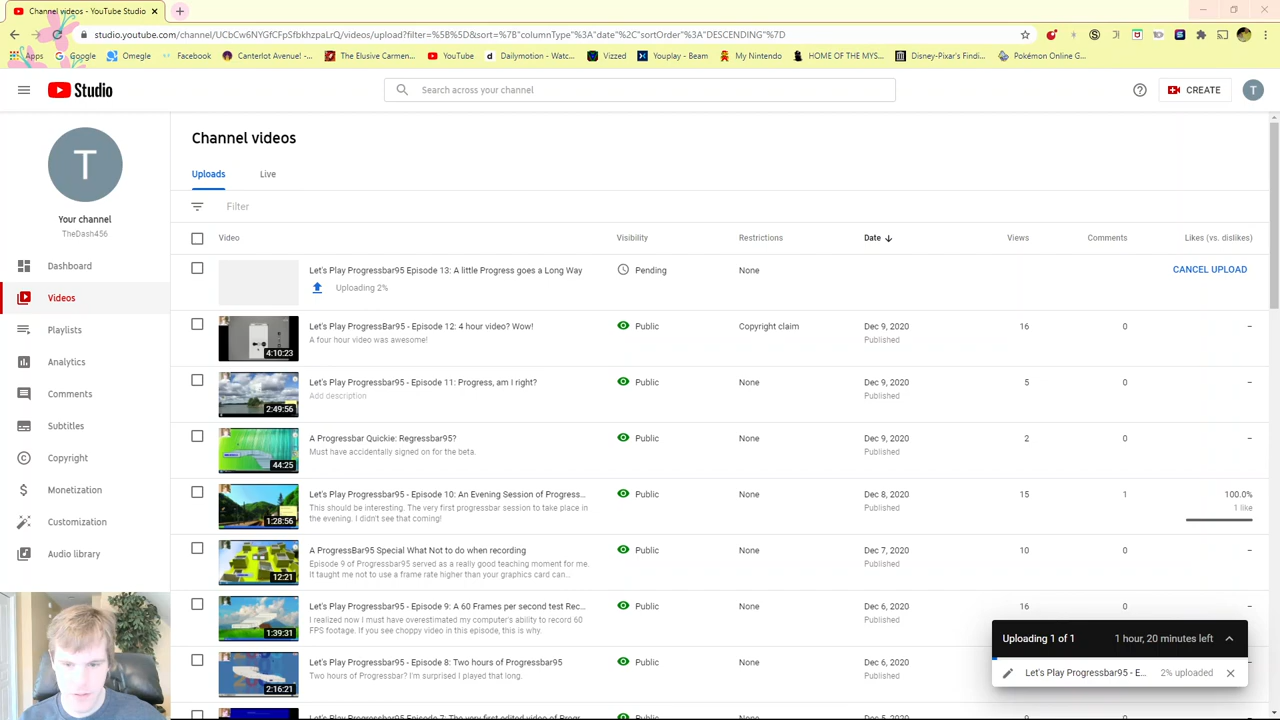 Channel videos - YouTube Studio
studio.youtube.com/channel/UCbCw6NYGfCFpSfbkhzpaLrQ/videos/upload?filter=%5B%5D&sort=%7B"columnType"%3A"date"%2C"sortOrder"%3A"DESCENDING"%7D
Apps Google Omegle Facebook Canterlot Avenue! -... The Elusive Carmen... YouTube Dailymotion - Watc... Vizzed Youplay - Beam My Nintendo HOME OF THE MYS... Disney-Pixar's Findi... Pokémon Online G...
Studio
Search across your channel
CREATE
T
T
Your channel
TheDash456
Dashboard
Videos
Playlists
Analytics
Comments
Subtitles
Copyright
Monetization
Customization
Audio library
Channel videos
Uploads Live
Filter
Video Visibility Restrictions Date Views Comments Likes (vs. dislikes)
Let's Play Progressbar95 Episode 13: A little Progress goes a Long Way Pending None CANCEL UPLOAD
Uploading 2%
Let's Play ProgressBar95 - Episode 12: 4 hour video? Wow! Public Copyright claim Dec 9, 2020 16 0 –
A four hour video was awesome! Published
4:10:23
Let's Play Progressbar95 - Episode 11: Progress, am I right? Public None Dec 9, 2020 5 0 –
Add description Published
2:49:56
A Progressbar Quickie: Regressbar95? Public None Dec 9, 2020 2 0 –
Must have accidentally signed on for the beta. Published
44:25
Let's Play Progressbar95 - Episode 10: An Evening Session of Progress... Public None Dec 8, 2020 15 1 100.0%
This should be interesting. The very first progressbar session to take place in Published 1 like
the evening. I didn't see that coming!
1:28:56
A ProgressBar95 Special What Not to do when recording Public None Dec 7, 2020 10 0 –
Episode 9 of Progressbar95 served as a really good teaching moment for me. Published
It taught me not to use a frame rate higher than your graphics card can...
12:21
Let's Play Progressbar95 - Episode 9: A 60 Frames per second test Rec... Public None Dec 6, 2020 16 0 –
I realized now I must have overestimated my computer's ability to record 60 Published
FPS footage. If you see choppy video in this episode, this is why.
1:39:31
Let's Play Progressbar95 - Episode 8: Two hours of Progressbar95 Public None Dec 6, 2020
Two hours of Progressbar? I'm surprised I played that long. Published
2:16:21
Let's Play Progressbar95 - Episode 7: The very first edited video of Progr... Public None Dec 5, 2020
Uploading 1 of 1 1 hour, 20 minutes left
Let's Play Progressbar95 - E... 2% uploaded